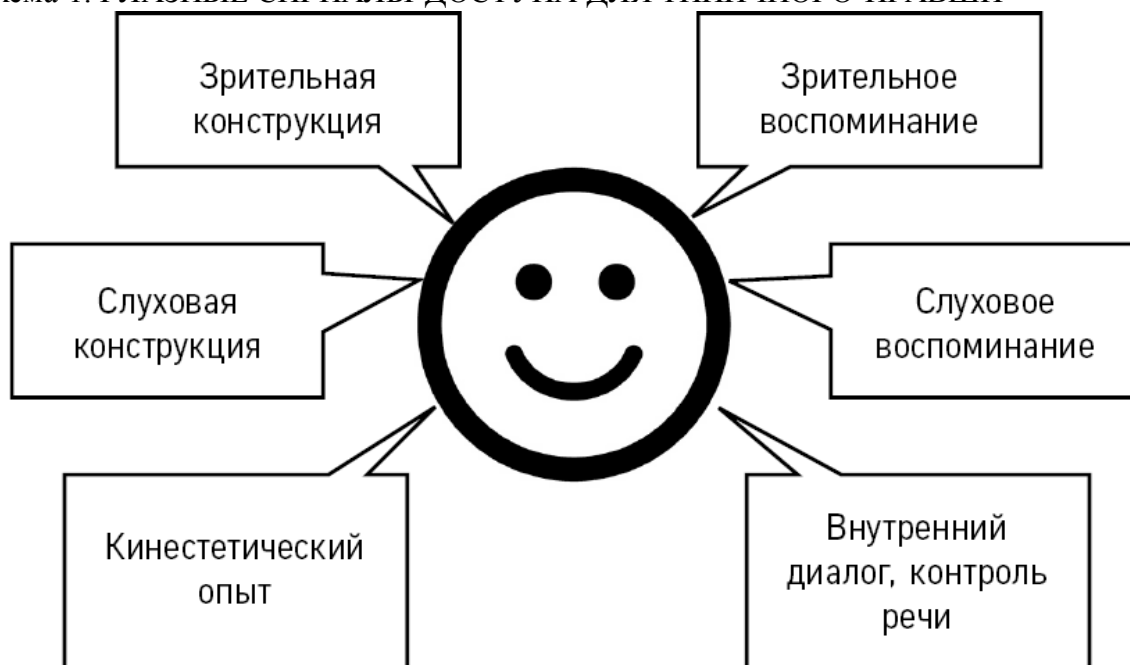 Зрительная
конструкция
Зрительное
воспоминание
Слуховая
конструкция
Слуховое
воспоминание
Кинестетический
опыт
Внутренний
диалог, контроль
речи